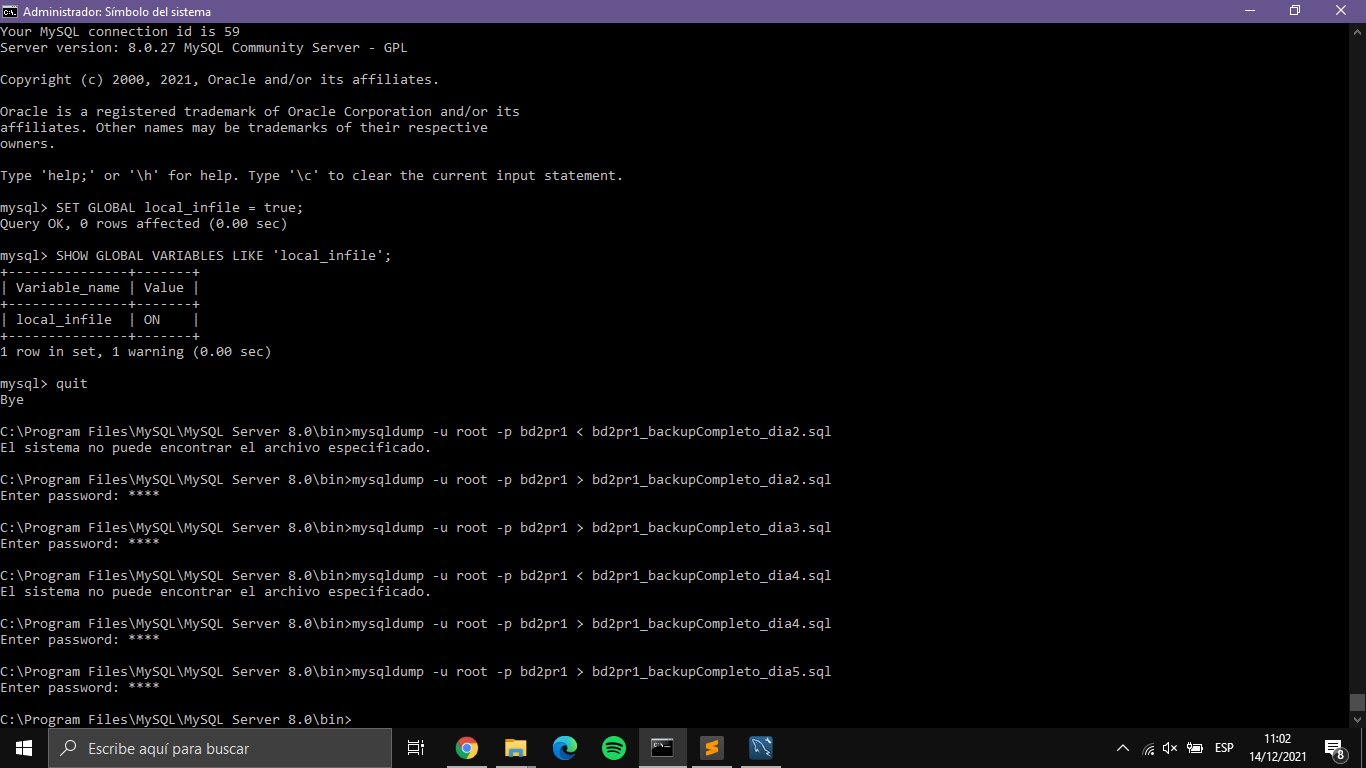 Administrador: Símbolo del sistema
Your MySQL connection id is 59
Server version: 8.0.27 MySQL Community Server - GPL
Copyright (c) 2000, 2021, Oracle and/or its affiliates.
Oracle is a registered trademark of Oracle Corporation and/or its
affiliates. Other names may be trademarks of their respective
owners.
Type 'help;' or '\h' for help. Type '\c' to clear the current input statement.
mysql> SET GLOBAL local_infile = true;
Query OK, 0 rows affected (0.00 sec)
mysql> SHOW GLOBAL VARIABLES LIKE 'local_infile';
+---------------+-------+
| Variable_name | Value |
+---------------+-------+
| local_infile  | ON    |
+---------------+-------+
1 row in set, 1 warning (0.00 sec)
mysql> quit
Bye
C:\Program Files\MySQL\MySQL Server 8.0\bin>mysqldump -u root -p bd2pr1 < bd2pr1_backupCompleto_dia2.sql
El sistema no puede encontrar el archivo especificado.
C:\Program Files\MySQL\MySQL Server 8.0\bin>mysqldump -u root -p bd2pr1 > bd2pr1_backupCompleto_dia2.sql
Enter password: ****
C:\Program Files\MySQL\MySQL Server 8.0\bin>mysqldump -u root -p bd2pr1 > bd2pr1_backupCompleto_dia3.sql
Enter password: ****
C:\Program Files\MySQL\MySQL Server 8.0\bin>mysqldump -u root -p bd2pr1 < bd2pr1_backupCompleto_dia4.sql
El sistema no puede encontrar el archivo especificado.
C:\Program Files\MySQL\MySQL Server 8.0\bin>mysqldump -u root -p bd2pr1 > bd2pr1_backupCompleto_dia4.sql
Enter password: ****
C:\Program Files\MySQL\MySQL Server 8.0\bin>mysqldump -u root -p bd2pr1 > bd2pr1_backupCompleto_dia5.sql
Enter password: ****
C:\Program Files\MySQL\MySQL Server 8.0\bin>
Escribe aquí para buscar
ESP
11:02
14/12/2021
8